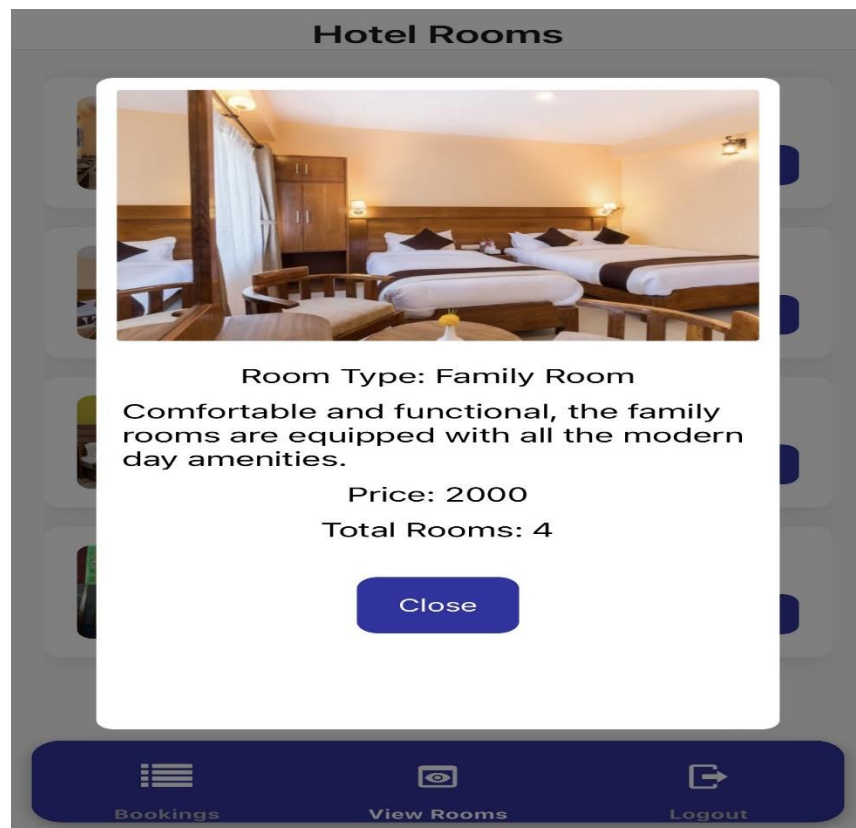 Hotel Rooms
Room Type: Family Room
Comfortable and functional, the family
rooms are equipped with all the modern
day amenities.
Price: 2000
Total Rooms: 4
Close
Bookings
View Rooms
Logout